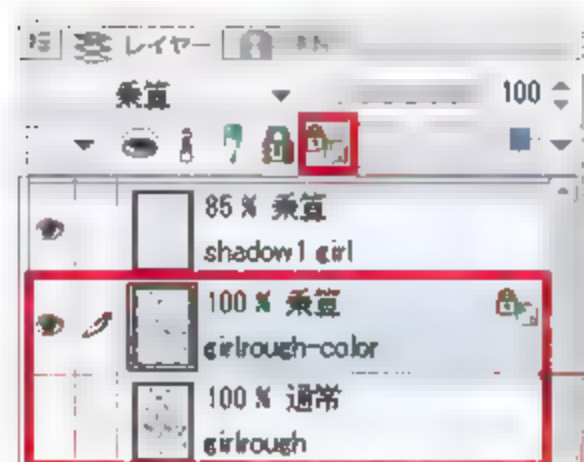 レイヤー
乗算
100
85 % 乗算
shadow1 girl
100 % 乗算
girlrough-color
100 % 通常
girlrough